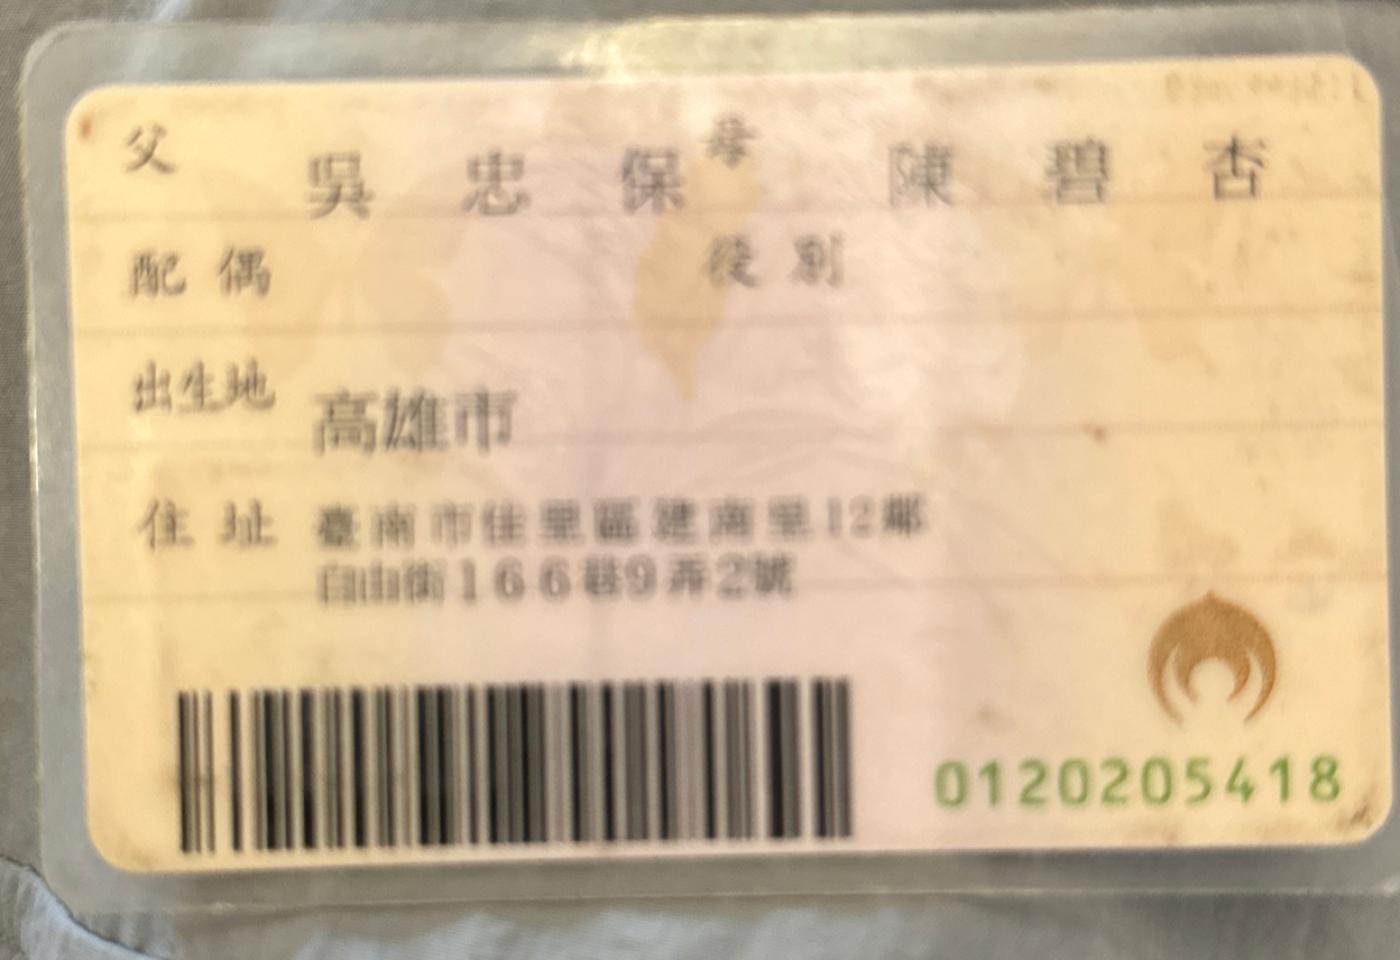 父 吳忠保 母 陳碧杏
配偶 役別
出生地 高雄市
住址 臺南市佳里區建南里12鄰
自由街166巷9弄2號
0120205418